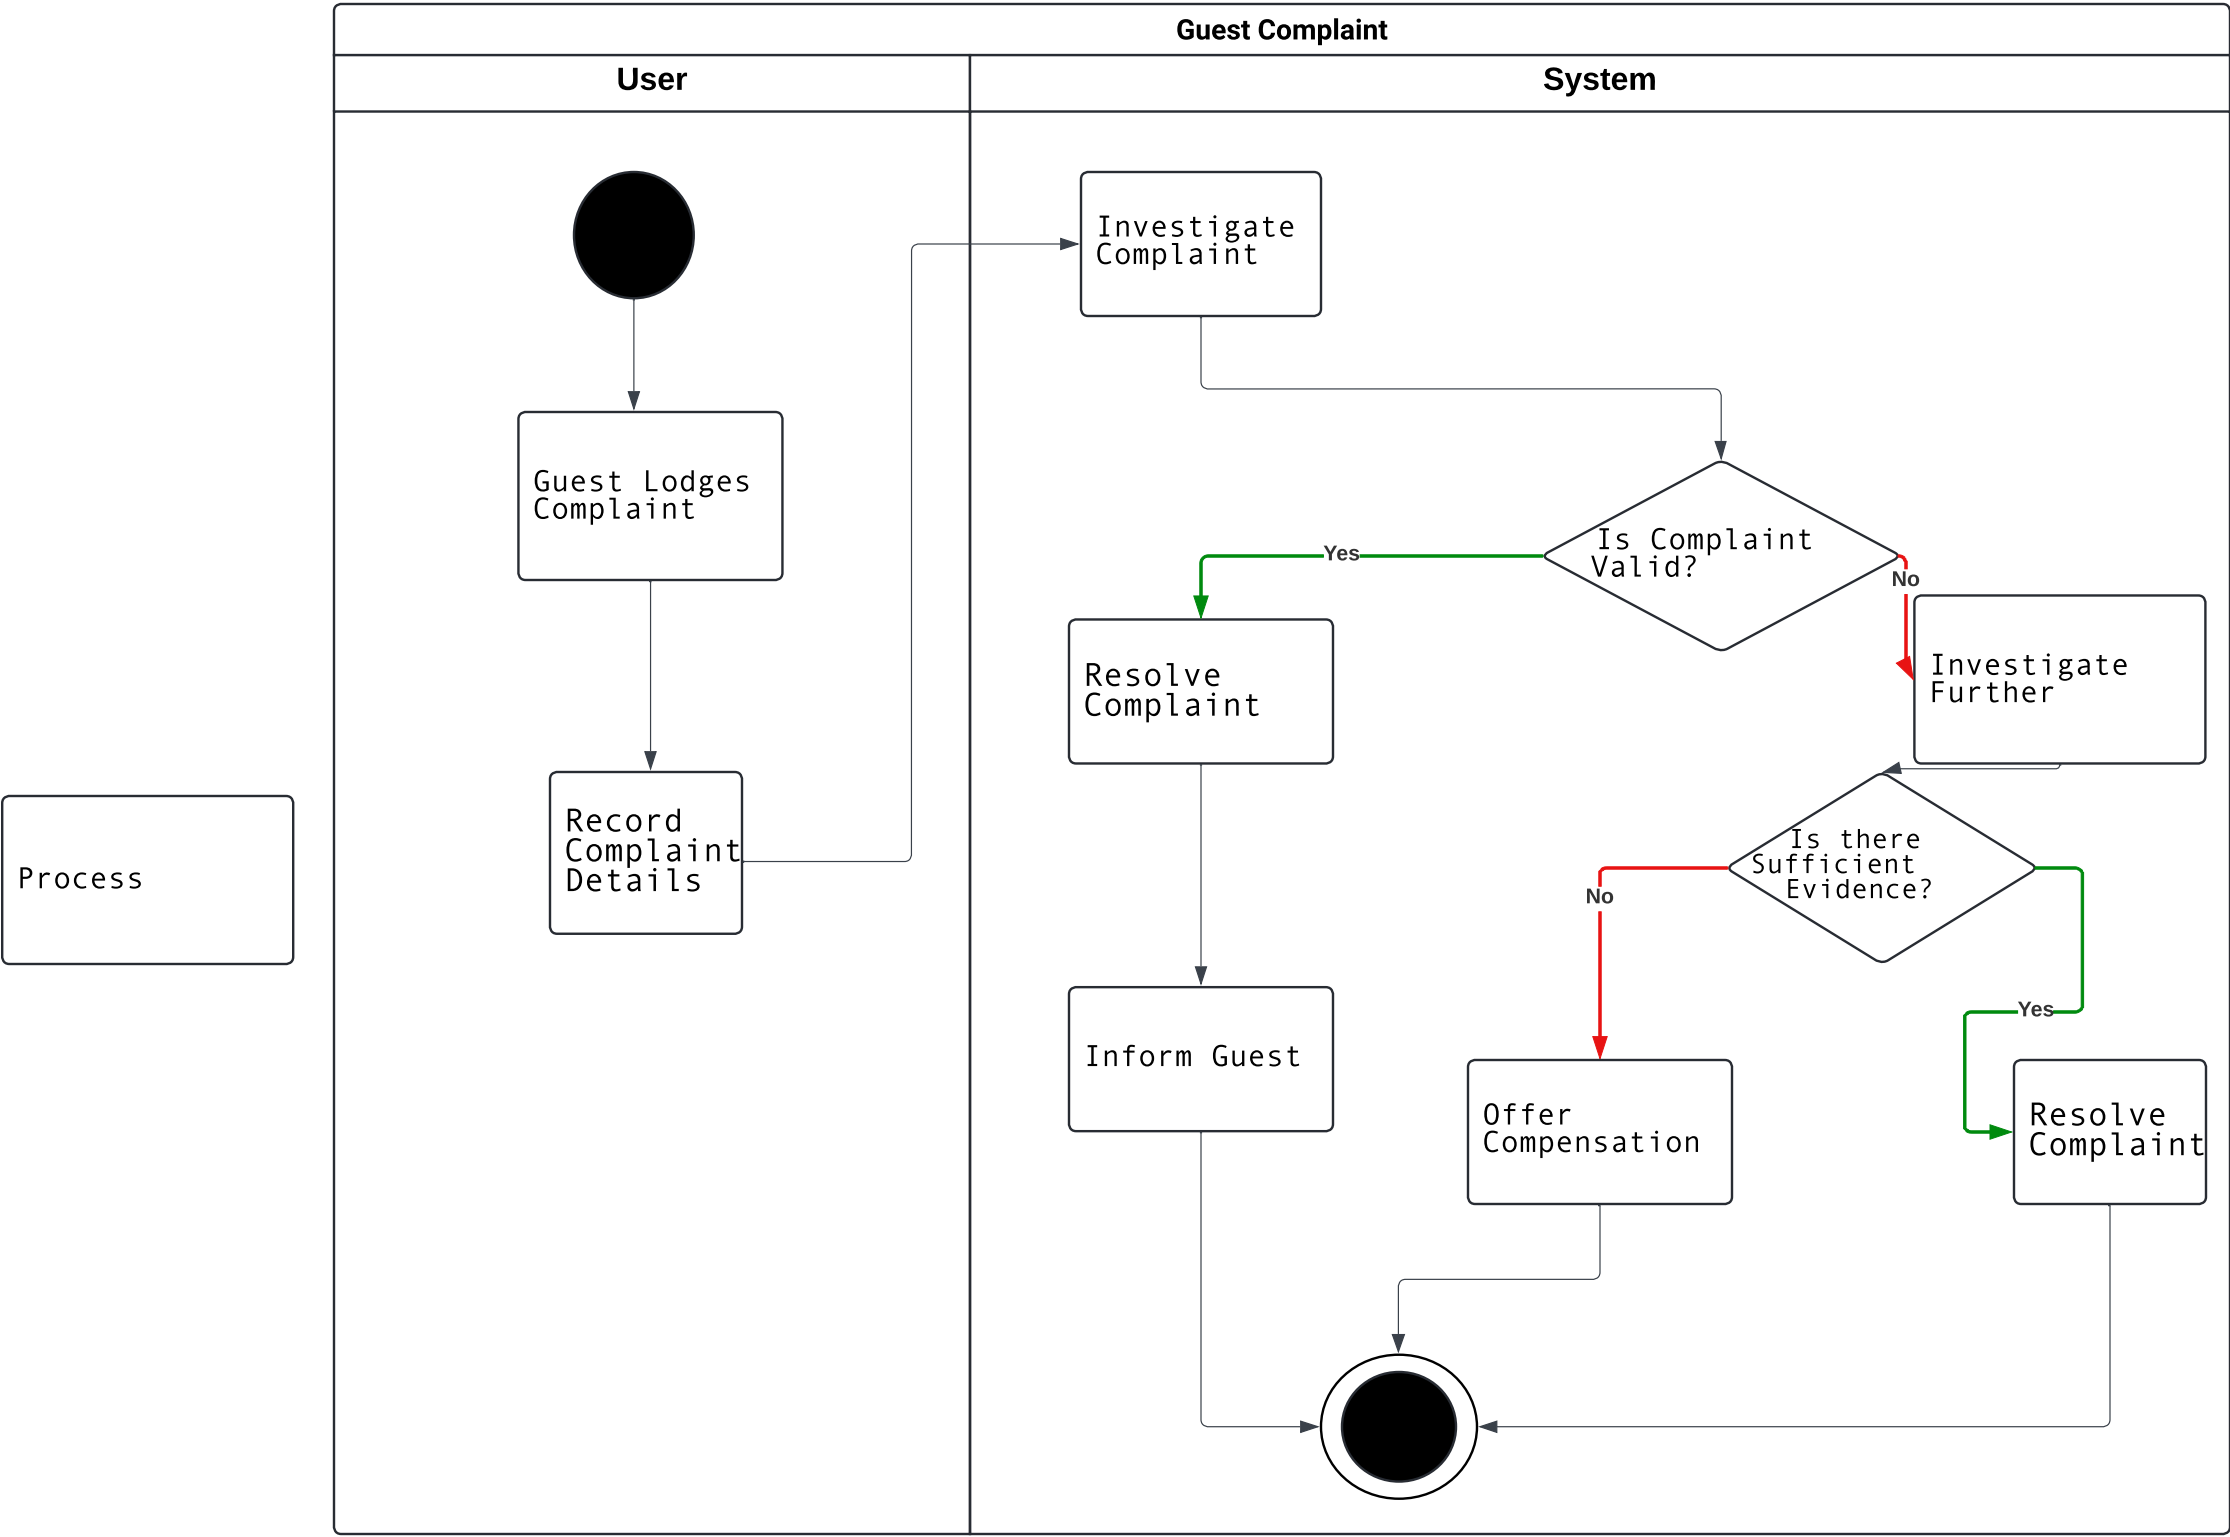 Guest Complaint
User
System
Investigate
Complaint
Guest Lodges
Complaint
Is Complaint
Valid?
Yes
No
Resolve
Complaint
Investigate
Further
Record
Complaint
Details
Process
Is there
Sufficient
Evidence?
No
Yes
Inform Guest
Offer
Compensation
Resolve
Complaint